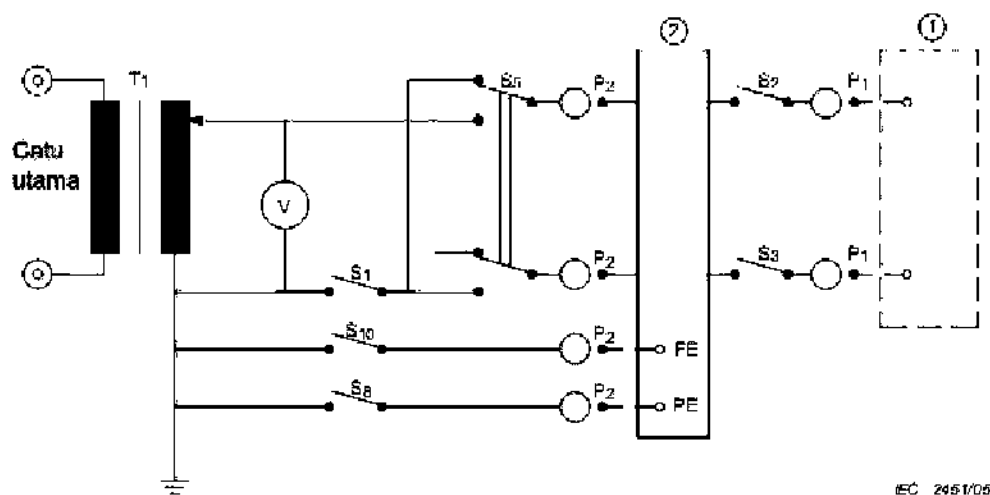 2
1
T1
S5
P2
S2
P1
Catu
utama
V
S1
P2
S3
P1
S10
P2
FE
S8
P2
PE
IEC 2451/05